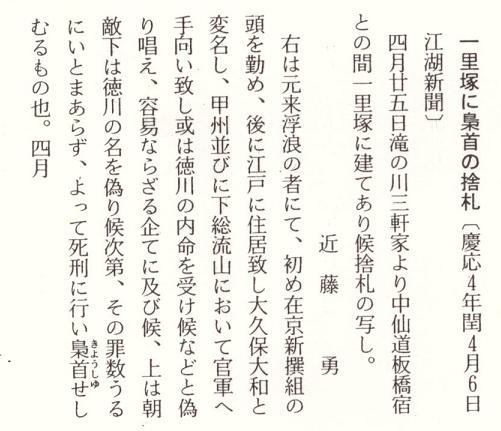 一里塚に梟首の捨札〔慶応4年閏4月6日
江湖新聞〕
四月廿五日滝の川三軒家より中仙道板橋宿
との間一里塚に建てあり候捨札の写し。
近藤勇
右は元来浮浪の者にて、初め在京新撰組の
頭を勤め、後に江戸に住居致し大久保大和と
変名し、甲州並びに下総流山において官軍へ
手向い致し或は徳川の内命を受け候などと偽
り唱え、容易ならざる企てに及び候、上は朝
敵下は徳川の名を偽り候次第、その罪数うる
にいとまあらず、よって死刑に行い梟首せし
きようしゆ
むるもの也。四月